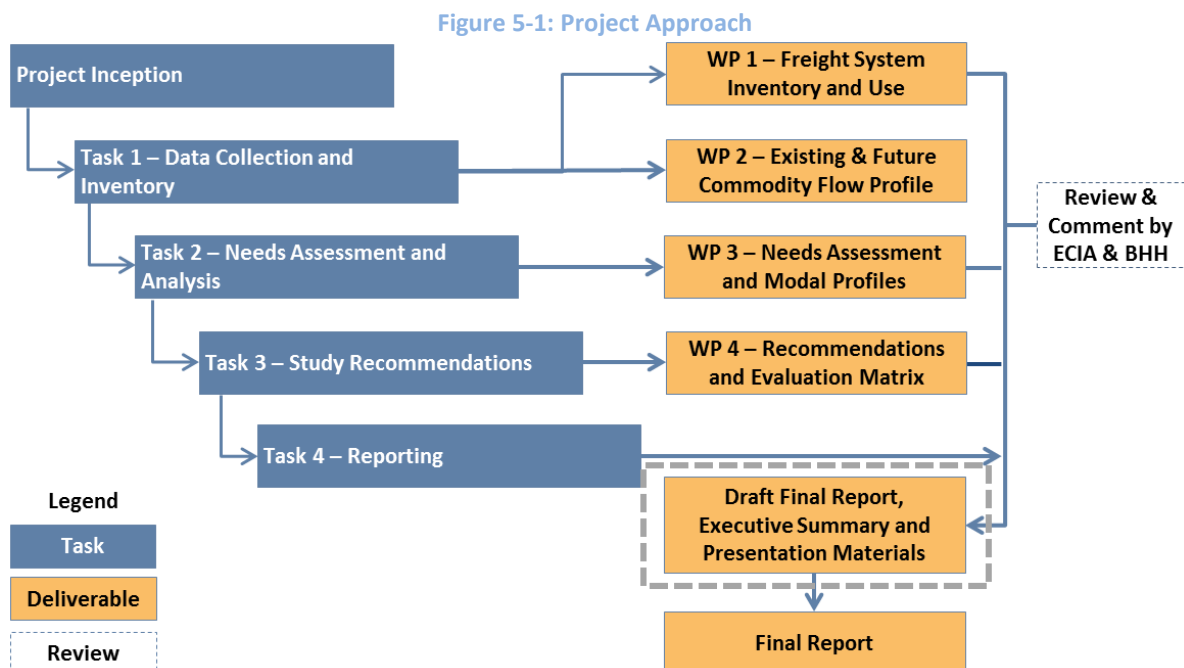 Figure 5-1: Project Approach
Project Inception
WP 1 – Freight System
Inventory and Use
Task 1 – Data Collection and
Inventory
WP 2 – Existing & Future
Commodity Flow Profile
Review &
Comment by
ECIA & BHH
Task 2 – Needs Assessment and
Analysis
WP 3 – Needs Assessment
and Modal Profiles
Task 3 – Study Recommendations
WP 4 – Recommendations
and Evaluation Matrix
Task 4 – Reporting
Draft Final Report,
Executive Summary and
Presentation Materials
Final Report
Legend
Task
Deliverable
Review